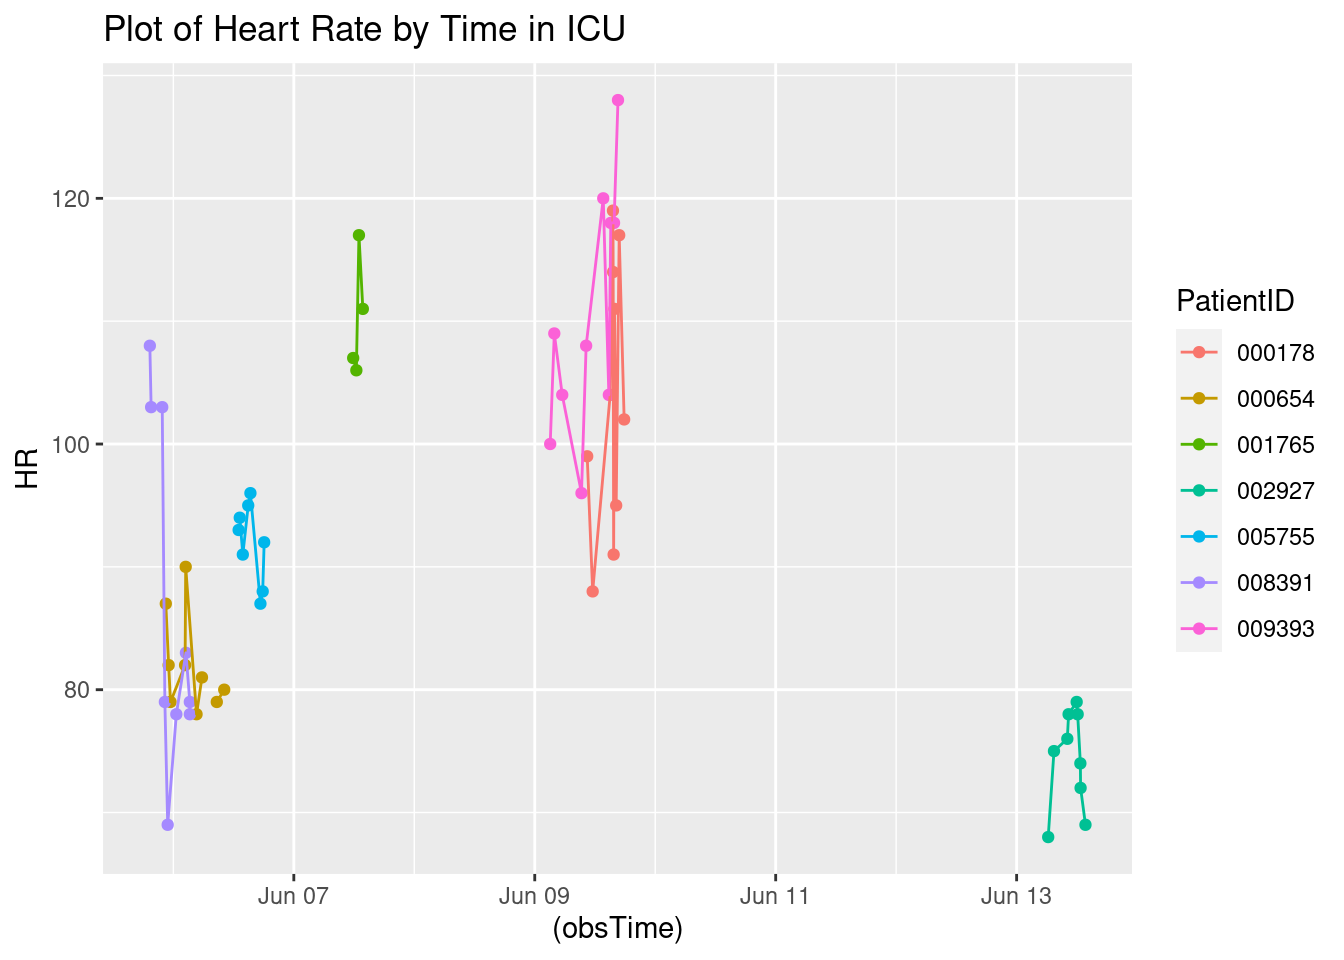 Plot of Heart Rate by Time in ICU
120
100
80
HR
Jun 07
Jun 09
Jun 11
Jun 13
(obsTime)
PatientID
000178
000654
001765
002927
005755
008391
009393